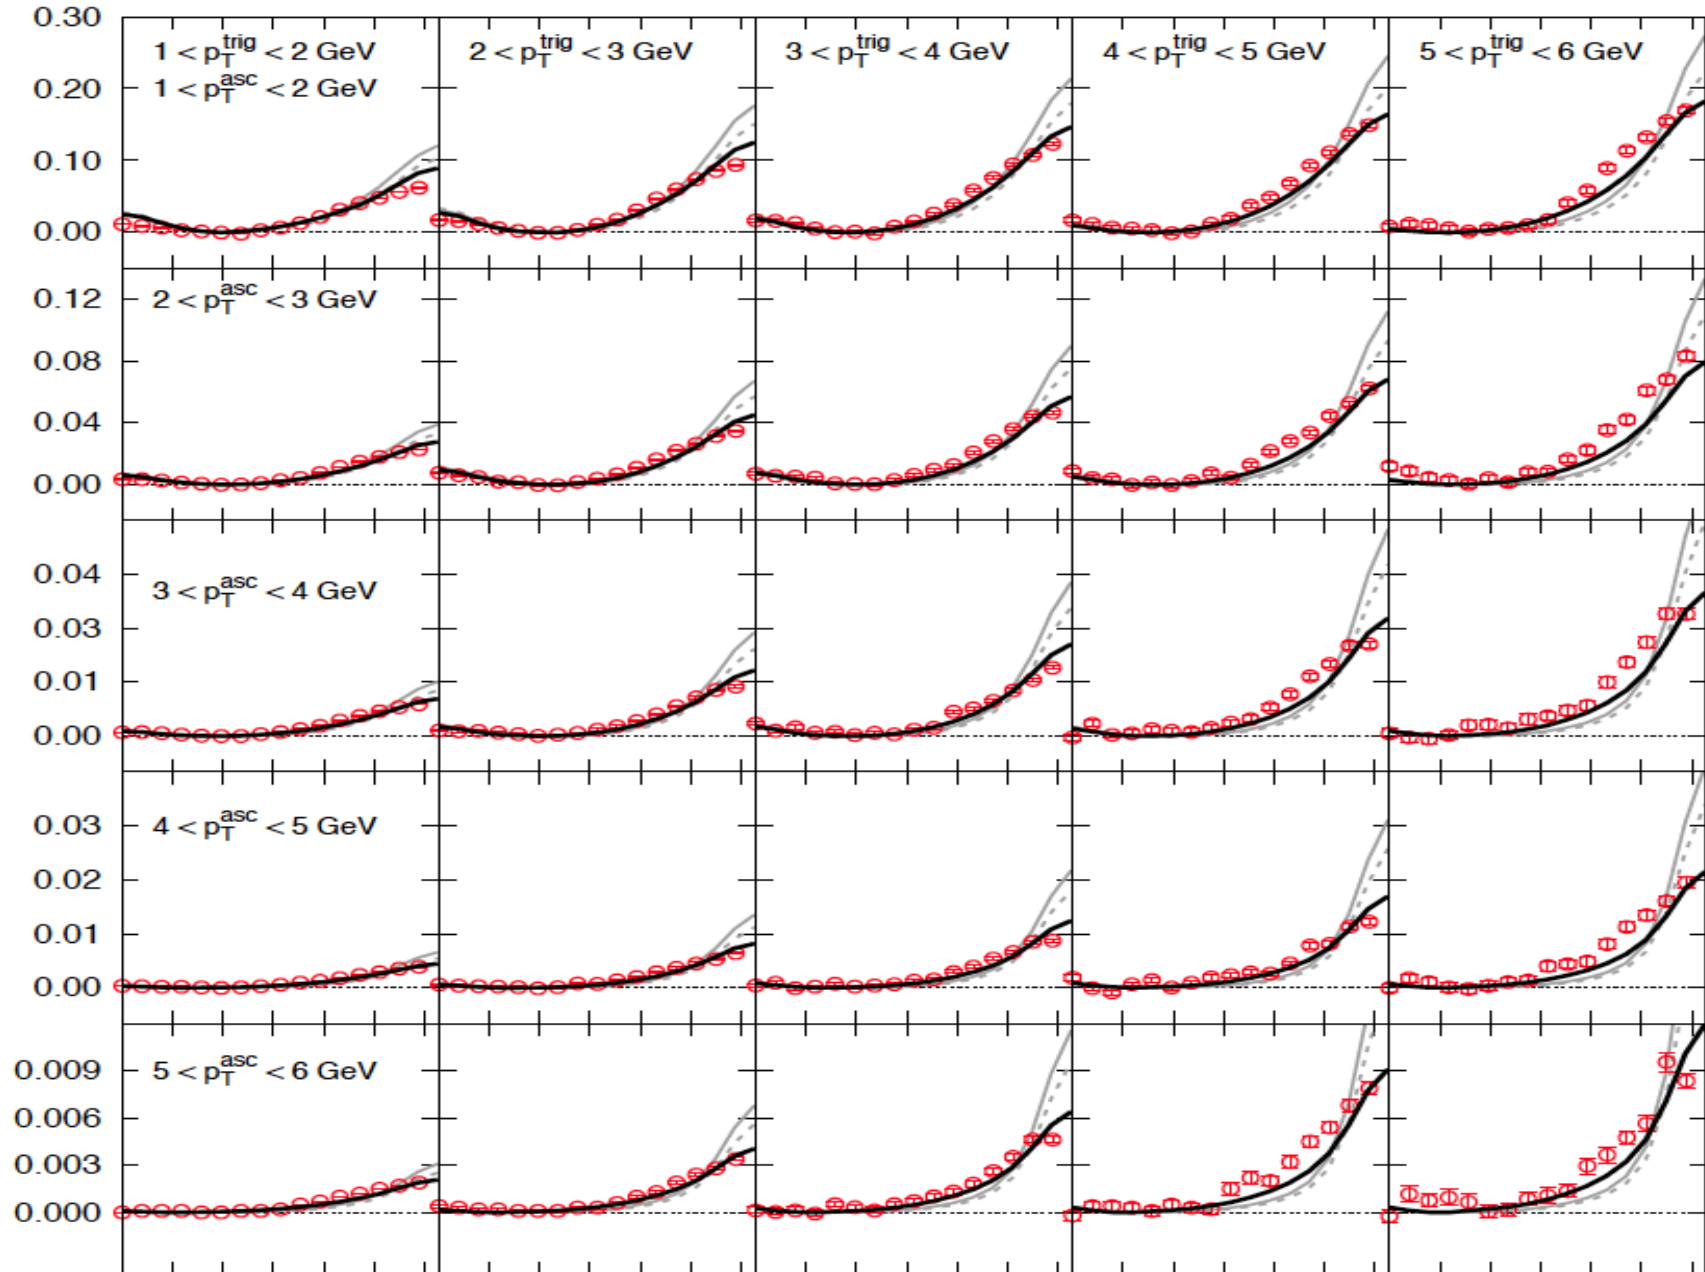 0.30
1 < p_T^trig < 2 GeV 2 < p_T^trig < 3 GeV 3 < p_T^trig < 4 GeV 4 < p_T^trig < 5 GeV 5 < p_T^trig < 6 GeV
0.20 1 < p_T^asc < 2 GeV
0.10
0.00
0.12 2 < p_T^asc < 3 GeV
0.08
0.04
0.00
0.04 3 < p_T^asc < 4 GeV
0.03
0.01
0.00
0.03 4 < p_T^asc < 5 GeV
0.02
0.01
0.00
0.009 5 < p_T^asc < 6 GeV
0.006
0.003
0.000